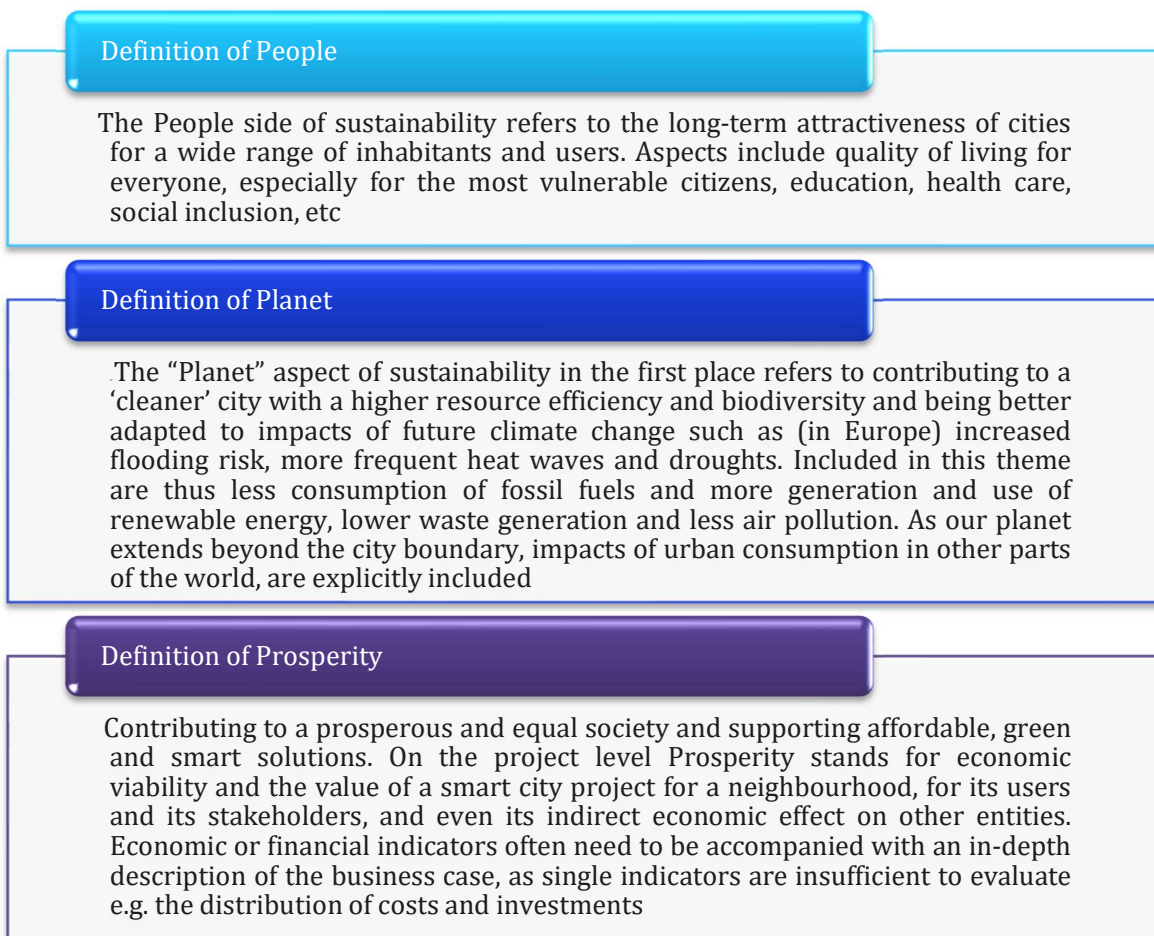 Definition of People
The People side of sustainability refers to the long-term attractiveness of cities
for a wide range of inhabitants and users. Aspects include quality of living for
everyone, especially for the most vulnerable citizens, education, health care,
social inclusion, etc
Definition of Planet
The “Planet” aspect of sustainability in the first place refers to contributing to a
‘cleaner’ city with a higher resource efficiency and biodiversity and being better
adapted to impacts of future climate change such as (in Europe) increased
flooding risk, more frequent heat waves and droughts. Included in this theme
are thus less consumption of fossil fuels and more generation and use of
renewable energy, lower waste generation and less air pollution. As our planet
extends beyond the city boundary, impacts of urban consumption in other parts
of the world, are explicitly included
Definition of Prosperity
Contributing to a prosperous and equal society and supporting affordable, green
and smart solutions. On the project level Prosperity stands for economic
viability and the value of a smart city project for a neighbourhood, for its users
and its stakeholders, and even its indirect economic effect on other entities.
Economic or financial indicators often need to be accompanied with an in-depth
description of the business case, as single indicators are insufficient to evaluate
e.g. the distribution of costs and investments